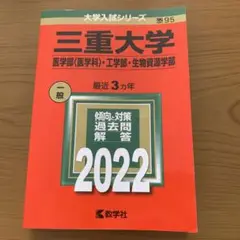 大学入試シリーズ
95
三重大学
医学部〈医学科〉・工学部・生物資源学部
一般
最近3カ年
傾向と対策
過去問
解答
2022
教学社